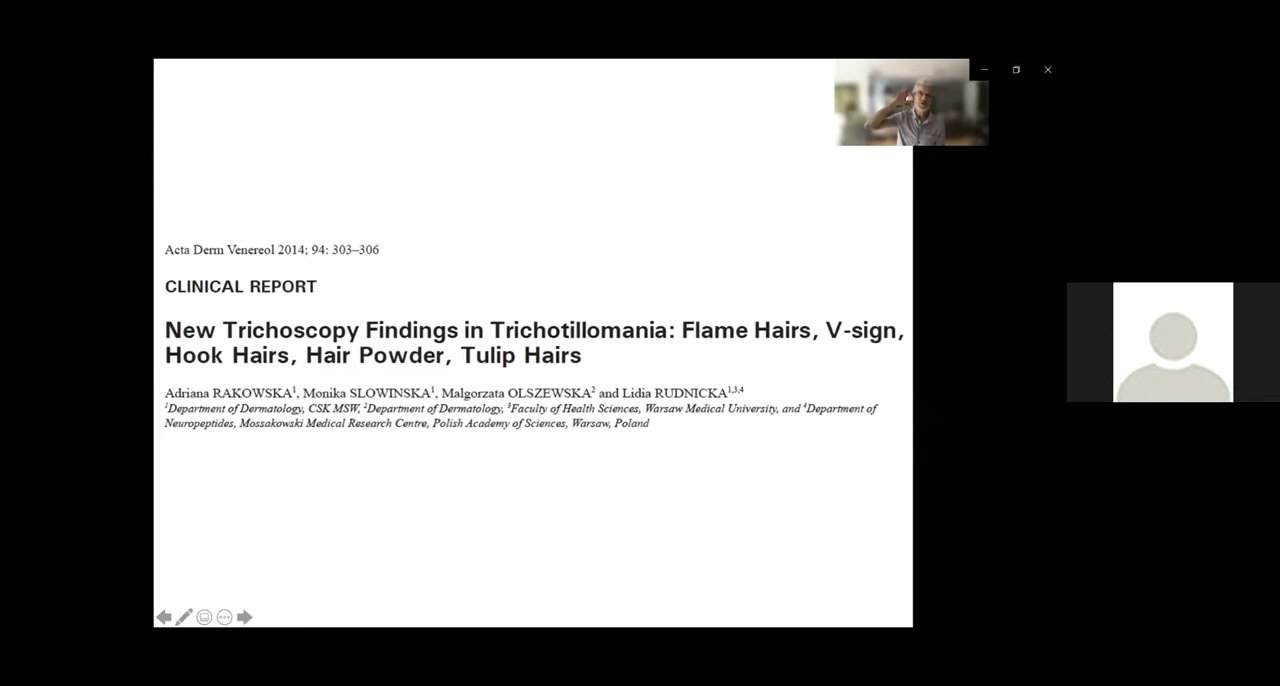 Acta Derm Venereol 2014; 94: 303–306
CLINICAL REPORT
New Trichoscopy Findings in Trichotillomania: Flame Hairs, V-sign,
Hook Hairs, Hair Powder, Tulip Hairs
Adriana RAKOWSKA1, Monika SLOWINSKA1, Malgorzata OLSZEWSKA2 and Lidia RUDNICKA1,3,4
1Department of Dermatology, CSK MSW, 2Department of Dermatology, 3Faculty of Health Sciences, Warsaw Medical University, and 4Department of
Neuropeptides, Mossakowski Medical Research Centre, Polish Academy of Sciences, Warsaw, Poland